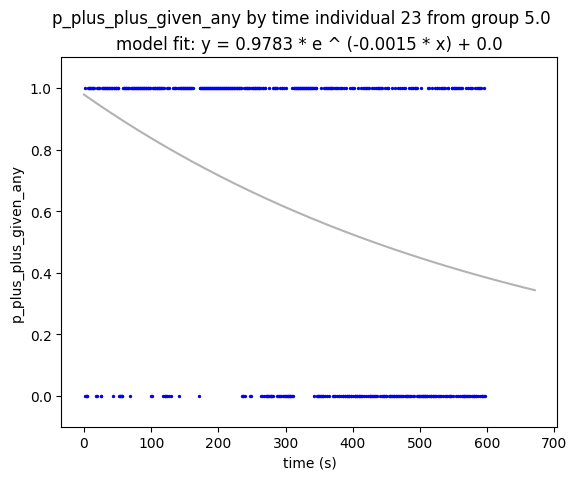 p_plus_plus_given_any by time individual 23 from group 5.0
model fit: y = 0.9783 * e ^ (-0.0015 * x) + 0.0
p_plus_plus_given_any
1.0
0.8
0.6
0.4
0.2
0.0
0 100 200 300 400 500 600 700
time (s)